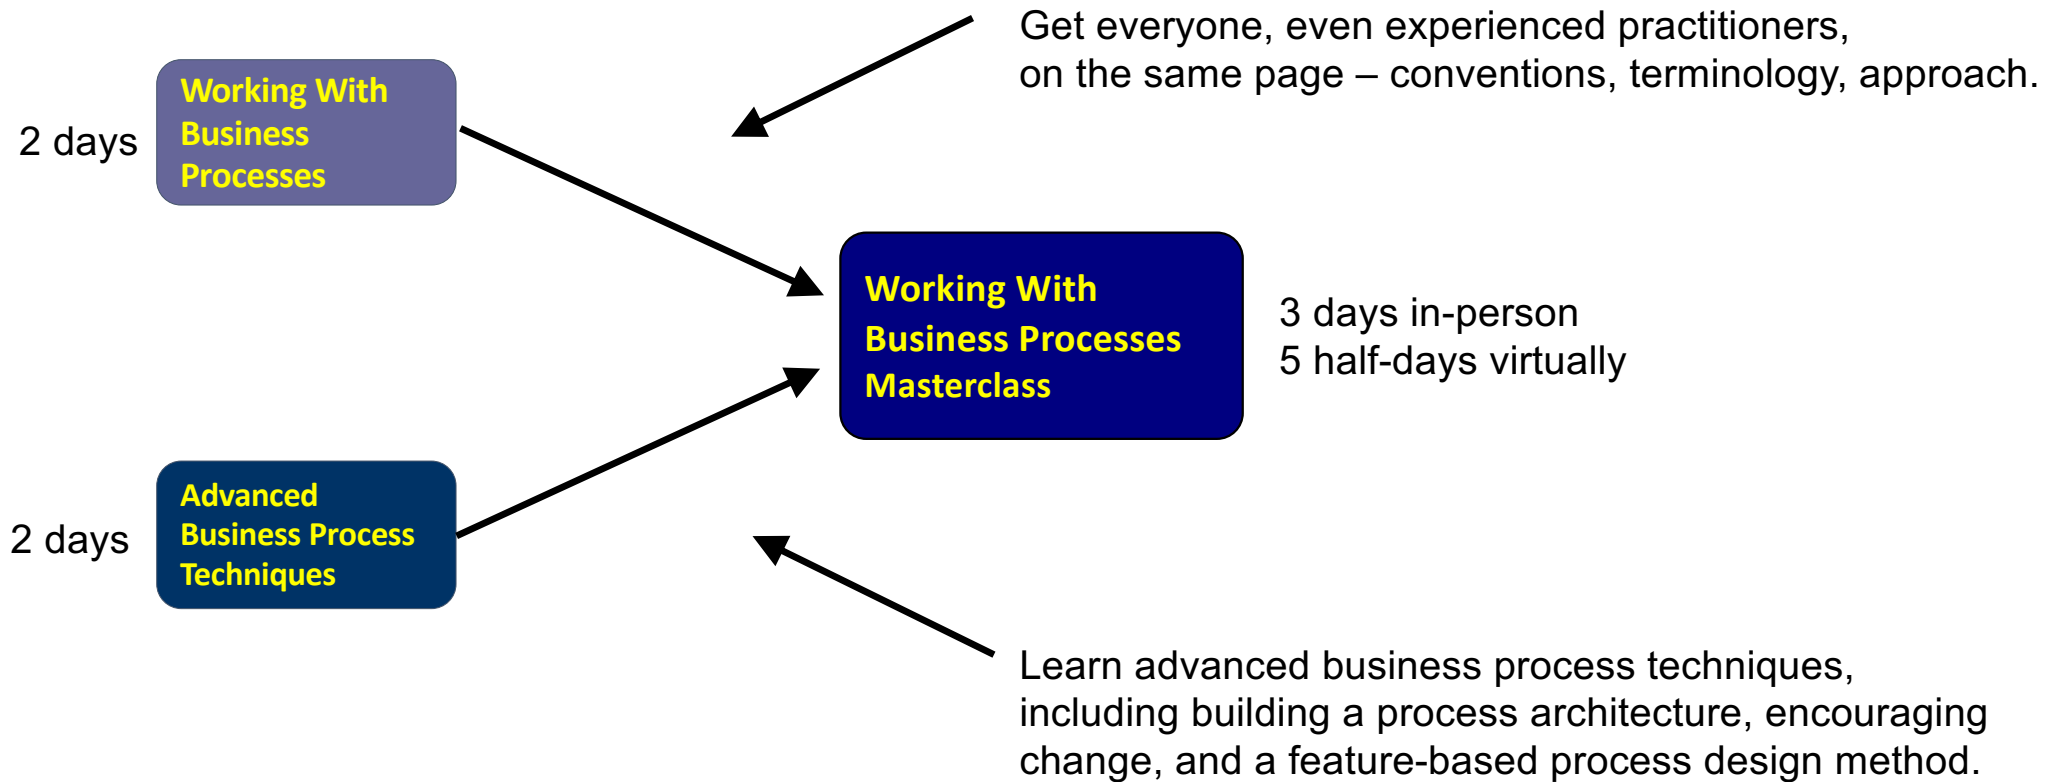 Get everyone, even experienced practitioners,
on the same page – conventions, terminology, approach.
2 days
Working With
Business
Processes
Working With
Business Processes
Masterclass
3 days in-person
5 half-days virtually
2 days
Advanced
Business Process
Techniques
Learn advanced business process techniques,
including building a process architecture, encouraging
change, and a feature-based process design method.